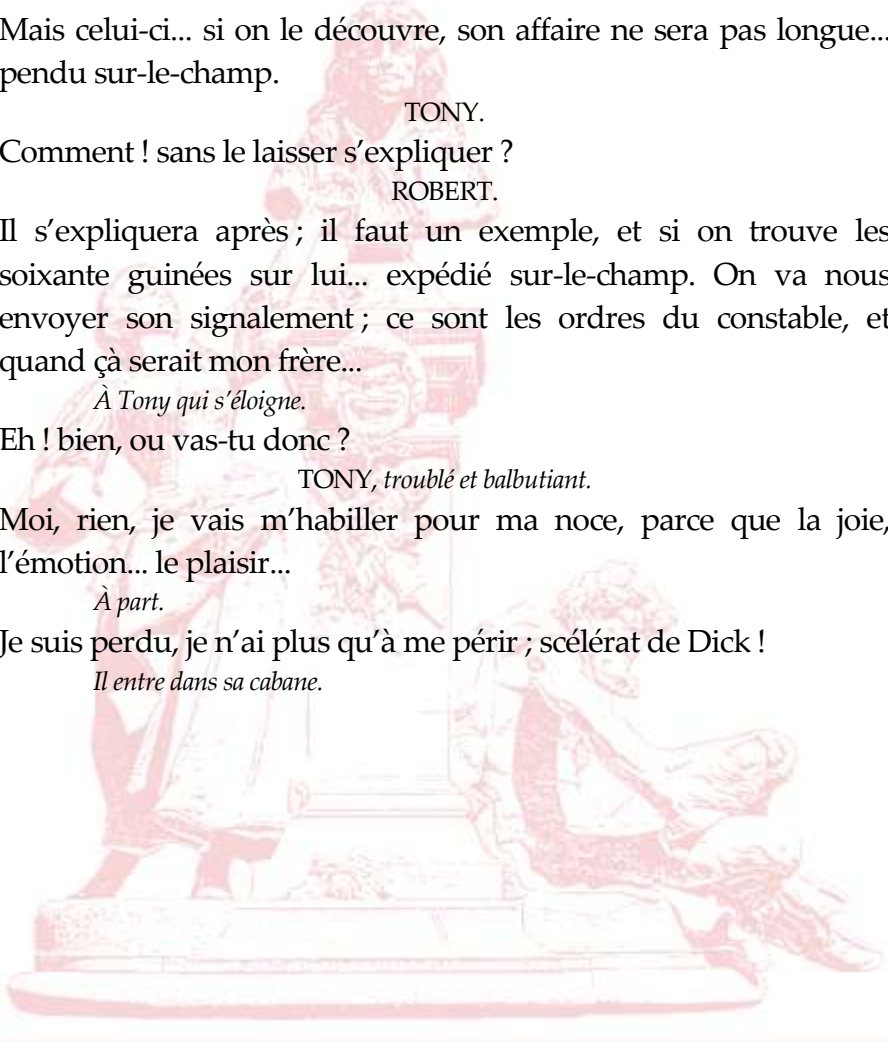 Mais celui-ci... si on le découvre, son affaire ne sera pas longue...
pendu sur-le-champ.
TONY.
Comment ! sans le laisser s’expliquer ?
ROBERT.
Il s’expliquera après ; il faut un exemple, et si on trouve les
soixante guinées sur lui... expédié sur-le-champ. On va nous
envoyer son signalement ; ce sont les ordres du constable, et
quand çà serait mon frère...
À Tony qui s’éloigne.
Eh ! bien, ou vas-tu donc ?
TONY, troublé et balbutiant.
Moi, rien, je vais m’habiller pour ma noce, parce que la joie,
l’émotion... le plaisir...
À part.
Je suis perdu, je n’ai plus qu’à me périr ; scélérat de Dick !
Il entre dans sa cabane.